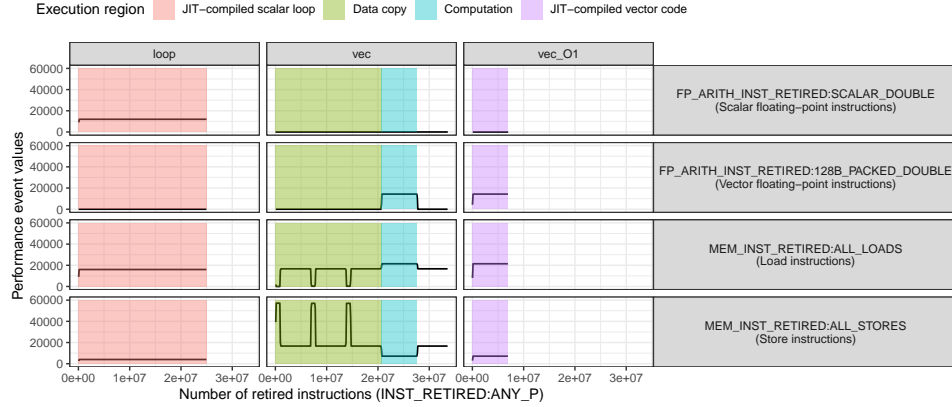 Execution region JIT−compiled scalar loop Data copy Computation JIT−compiled vector code
loop vec vec_O1
60000
40000
20000
0
FP_ARITH_INST_RETIRED:SCALAR_DOUBLE
(Scalar floating−point instructions)
60000
40000
20000
0
FP_ARITH_INST_RETIRED:128B_PACKED_DOUBLE
(Vector floating−point instructions)
60000
40000
20000
0
MEM_INST_RETIRED:ALL_LOADS
(Load instructions)
60000
40000
20000
0
MEM_INST_RETIRED:ALL_STORES
(Store instructions)
Performance event values
0e+00 1e+07 2e+07 3e+07 0e+00 1e+07 2e+07 3e+07 0e+00 1e+07 2e+07 3e+07
Number of retired instructions (INST_RETIRED:ANY_P)